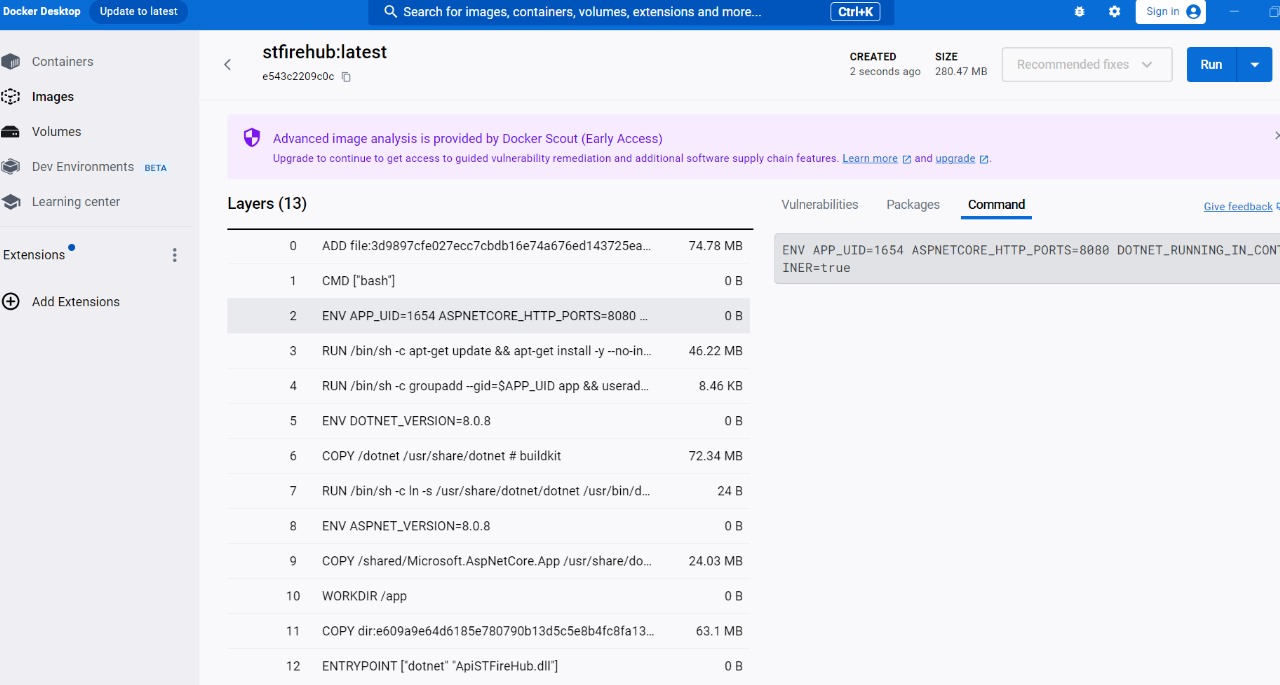 Docker Desktop Update to latest Search for images, containers, volumes, extensions and more... Ctrl+K Sign in
Containers
Images
Volumes
Dev Environments BETA
Learning center
Extensions
Add Extensions
stfirehub:latest
e543c2209c0c
CREATED
2 seconds ago
SIZE
280.47 MB
Recommended fixes
Run
Advanced image analysis is provided by Docker Scout (Early Access)
Upgrade to continue to get access to guided vulnerability remediation and additional software supply chain features. Learn more and upgrade .
Layers (13)
0 ADD file:3d9897cfe027ecc7cbdb16e74a676ed143725ea... 74.78 MB
1 CMD ["bash"] 0 B
2 ENV APP_UID=1654 ASPNETCORE_HTTP_PORTS=8080 ... 0 B
3 RUN /bin/sh -c apt-get update && apt-get install -y --no-in... 46.22 MB
4 RUN /bin/sh -c groupadd --gid=$APP_UID app && userad... 8.46 KB
5 ENV DOTNET_VERSION=8.0.8 0 B
6 COPY /dotnet /usr/share/dotnet # buildkit 72.34 MB
7 RUN /bin/sh -c ln -s /usr/share/dotnet/dotnet /usr/bin/d... 24 B
8 ENV ASPNET_VERSION=8.0.8 0 B
9 COPY /shared/Microsoft.AspNetCore.App /usr/share/do... 24.03 MB
10 WORKDIR /app 0 B
11 COPY dir:e609a9e64d6185e780790b13d5c5e8b4fc8fa13... 63.1 MB
12 ENTRYPOINT ["dotnet" "ApiSTFireHub.dll"] 0 B
Vulnerabilities Packages Command Give feedback
ENV APP_UID=1654 ASPNETCORE_HTTP_PORTS=8080 DOTNET_RUNNING_IN_CONT
INER=true